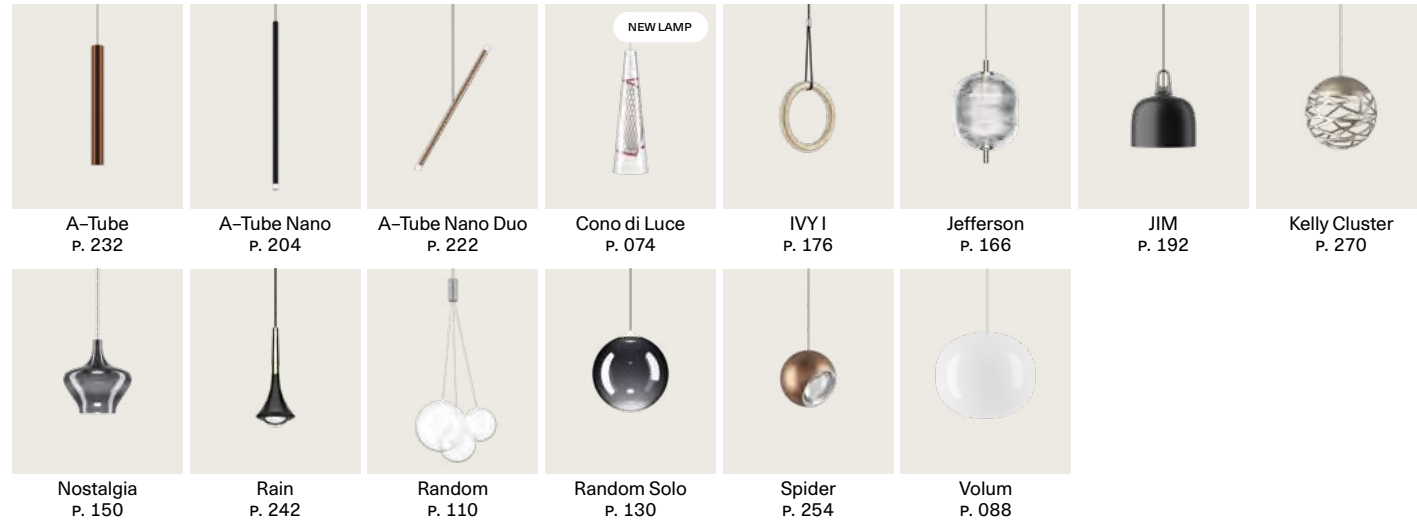 NEW LAMP
A–Tube
P. 232
A–Tube Nano
P. 204
A–Tube Nano Duo
P. 222
Cono di Luce
P. 074
IVY I
P. 176
Jefferson
P. 166
JIM
P. 192
Kelly Cluster
P. 270
Nostalgia
P. 150
Rain
P. 242
Random
P. 110
Random Solo
P. 130
Spider
P. 254
Volum
P. 088